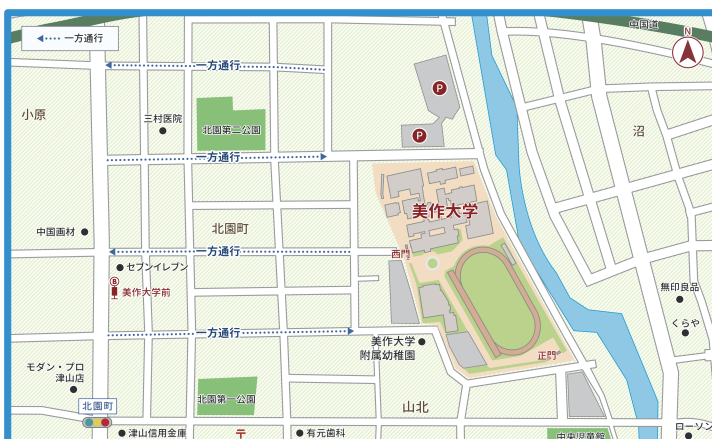 中国道
一方通行
N
一方通行
P
小原
三村医院
北園第二公園
P
沼
一方通行
美作大学
北園町
中国画材
一方通行
西門
セブンイレブン
B
美作大学前
無印良品
くらや
一方通行
美作大学
附属幼稚園
正門
モダン・プロ
津山店
北園町
北園第一公園
山北
津山信用金庫
〒
有元歯科
中央児童館
ローソン